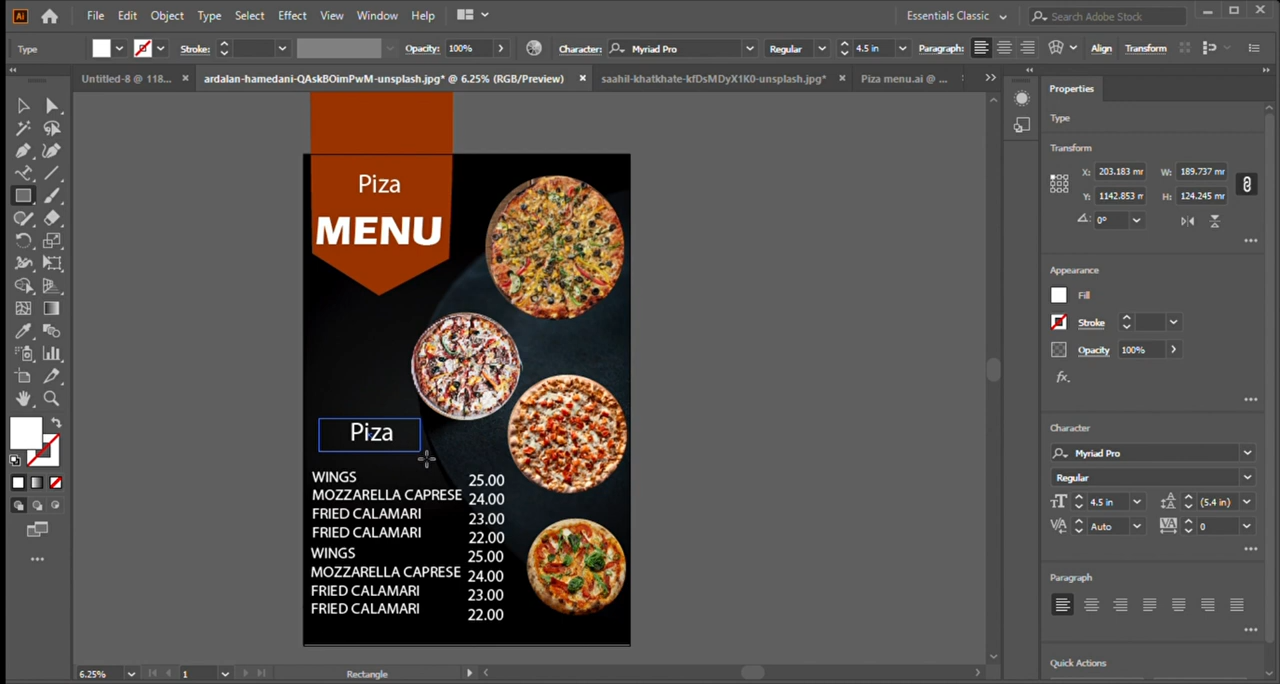 Ai File Edit Object Type Select Effect View Window Help Essentials Classic Search Adobe Stock
Type Stroke: Opacity: 100% Character: Myriad Pro Regular 4.5 in Paragraph: Align Transform
Untitled-8 @ 118... × ardalan-hamedani-QAskBOimPwM-unsplash.jpg* @ 6.25% (RGB/Preview) × saahil-khatkhate-kfDsMDyX1K0-unsplash.jpg* × Piza menu.ai @ ...
Properties
Type
Transform
X: 203.183 mr W: 189.737 mr
Y: 1142.853 r H: 124.245 mr
0°
Appearance
Fill
Stroke
Opacity 100%
fx.
Character
Myriad Pro
Regular
4.5 in (5.4 in)
Auto 0
Paragraph
Quick Actions
Piza
MENU
Piza
WINGS 25.00
MOZZARELLA CAPRESE 24.00
FRIED CALAMARI 23.00
FRIED CALAMARI 22.00
WINGS 25.00
MOZZARELLA CAPRESE 24.00
FRIED CALAMARI 23.00
FRIED CALAMARI 22.00
6.25% 1 Rectangle